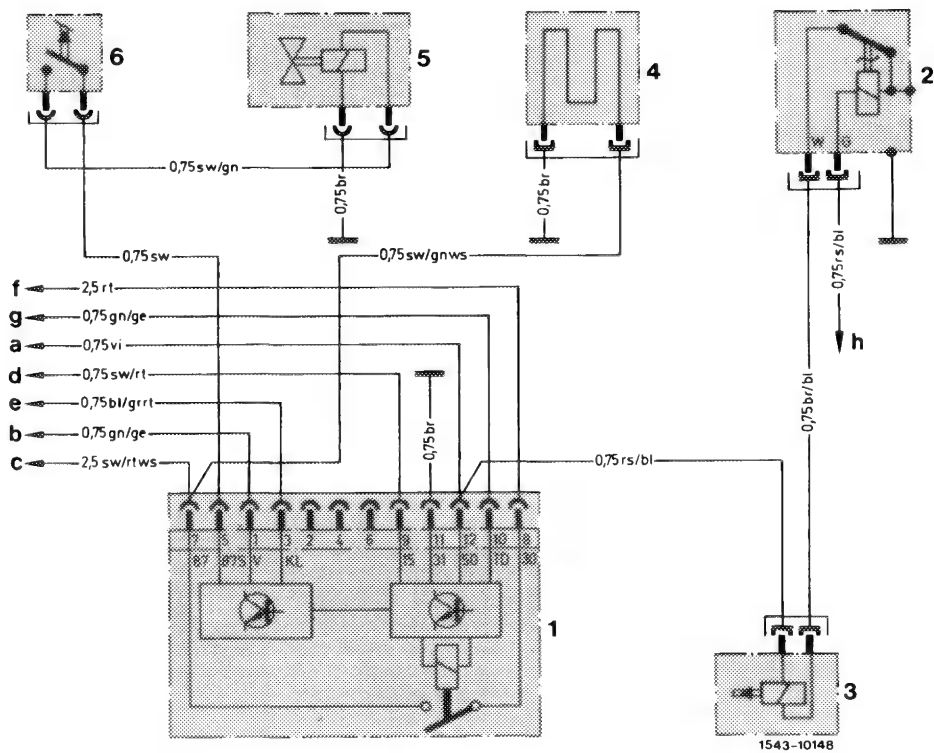 6
5
4
2
W G
0,75 sw/gn
0,75 br
0,75 br
0,75 sw
0,75 sw/gnws
0,75 rs/bl
f 2,5 rt
g 0,75 gn/ge
a 0,75 vi
h
d 0,75 sw/rt
e 0,75 bl/grrt
0,75 br
0,75 br/bl
b 0,75 gn/ge
c 2,5 sw/rtws
0,75 rs/bl
7 5 1 3 2 4 6 9 11 12 10 8
87 87S V KL 15 31 50 TD 30
1
3
1543-10148